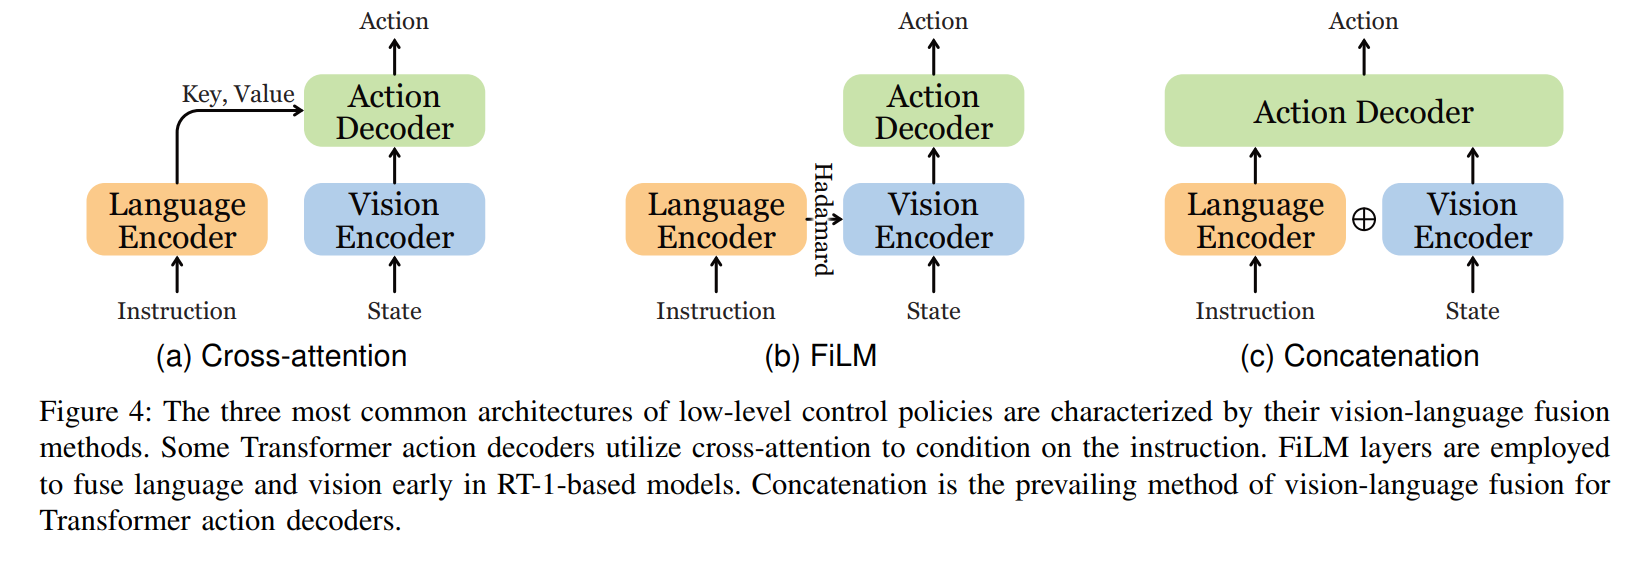 Action
Key, Value
Action
Decoder
Language
Encoder
Vision
Encoder
Instruction
State
(a) Cross-attention
Action
Action
Decoder
Language
Encoder
Hadamard
Vision
Encoder
Instruction
State
(b) FiLM
Action
Action Decoder
Language
Encoder
⊕
Vision
Encoder
Instruction
State
(c) Concatenation
Figure 4: The three most common architectures of low-level control policies are characterized by their vision-language fusion
methods. Some Transformer action decoders utilize cross-attention to condition on the instruction. FiLM layers are employed
to fuse language and vision early in RT-1-based models. Concatenation is the prevailing method of vision-language fusion for
Transformer action decoders.